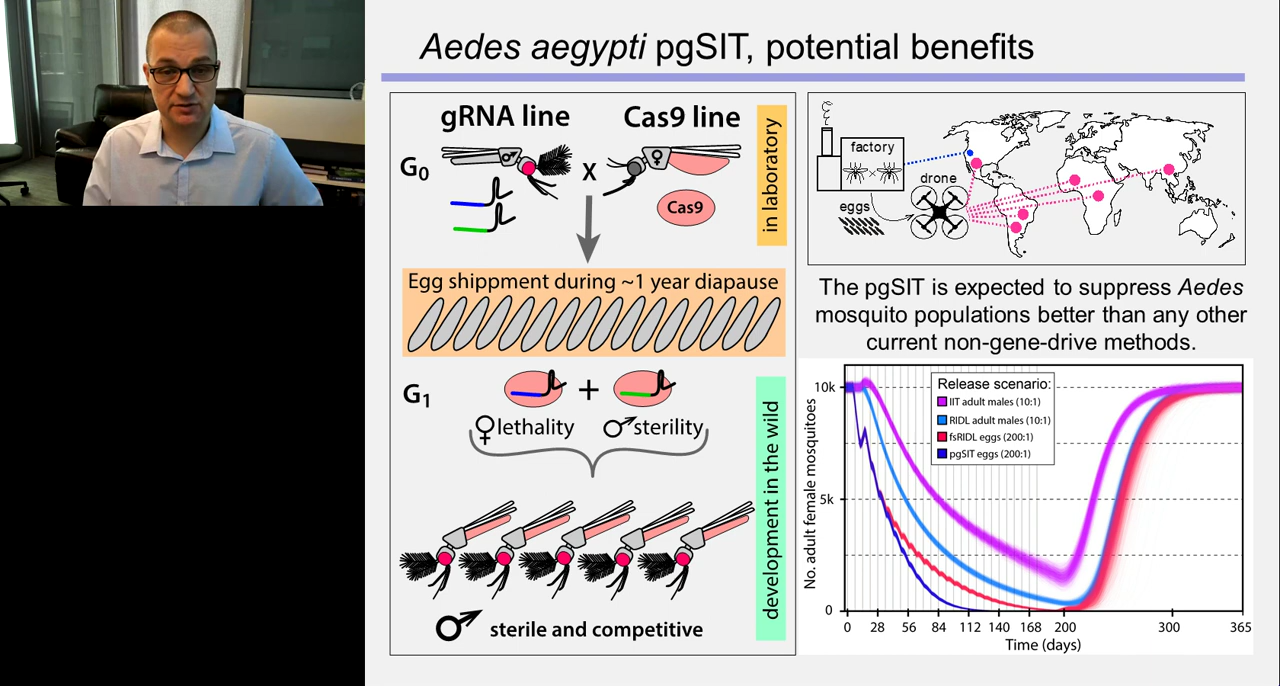 Aedes aegypti pgSIT, potential benefits
gRNA line
Cas9 line
G0
♂
x
♀
Cas9
in laboratory
Egg shippment during ~1 year diapause
G1
+
♀lethality
♂sterility
development in the wild
♂ sterile and competitive
factory
x
drone
eggs
The pgSIT is expected to suppress Aedes
mosquito populations better than any other
current non-gene-drive methods.
No. adult female mosquitoes
10k
5k
0
Release scenario:
IIT adult males (10:1)
RIDL adult males (10:1)
fsRIDL eggs (200:1)
pgSIT eggs (200:1)
0 28 56 84 112 140 168 200 300 365
Time (days)